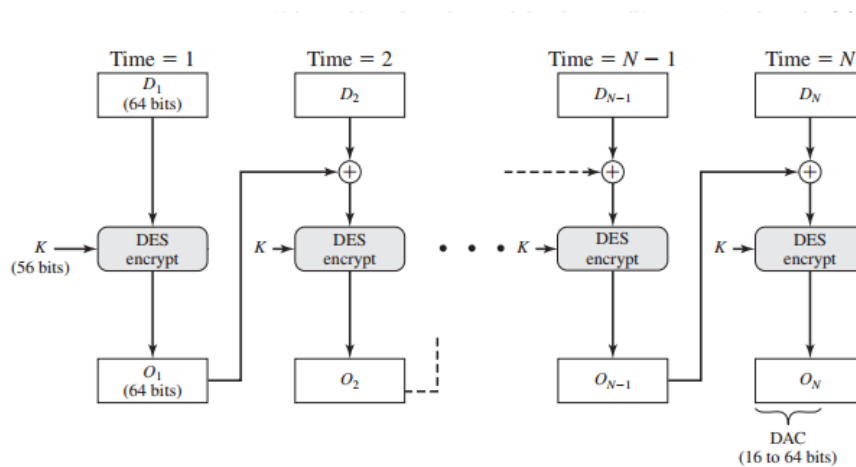 Time = 1 Time = 2 Time = N − 1 Time = N
D₁
(64 bits)
D₂ Dₙ₋₁ Dₙ
+ + +
K
(56 bits)
DES
encrypt
K
DES
encrypt
• • •
K
DES
encrypt
K
DES
encrypt
O₁
(64 bits)
O₂ Oₙ₋₁ Oₙ
DAC
(16 to 64 bits)